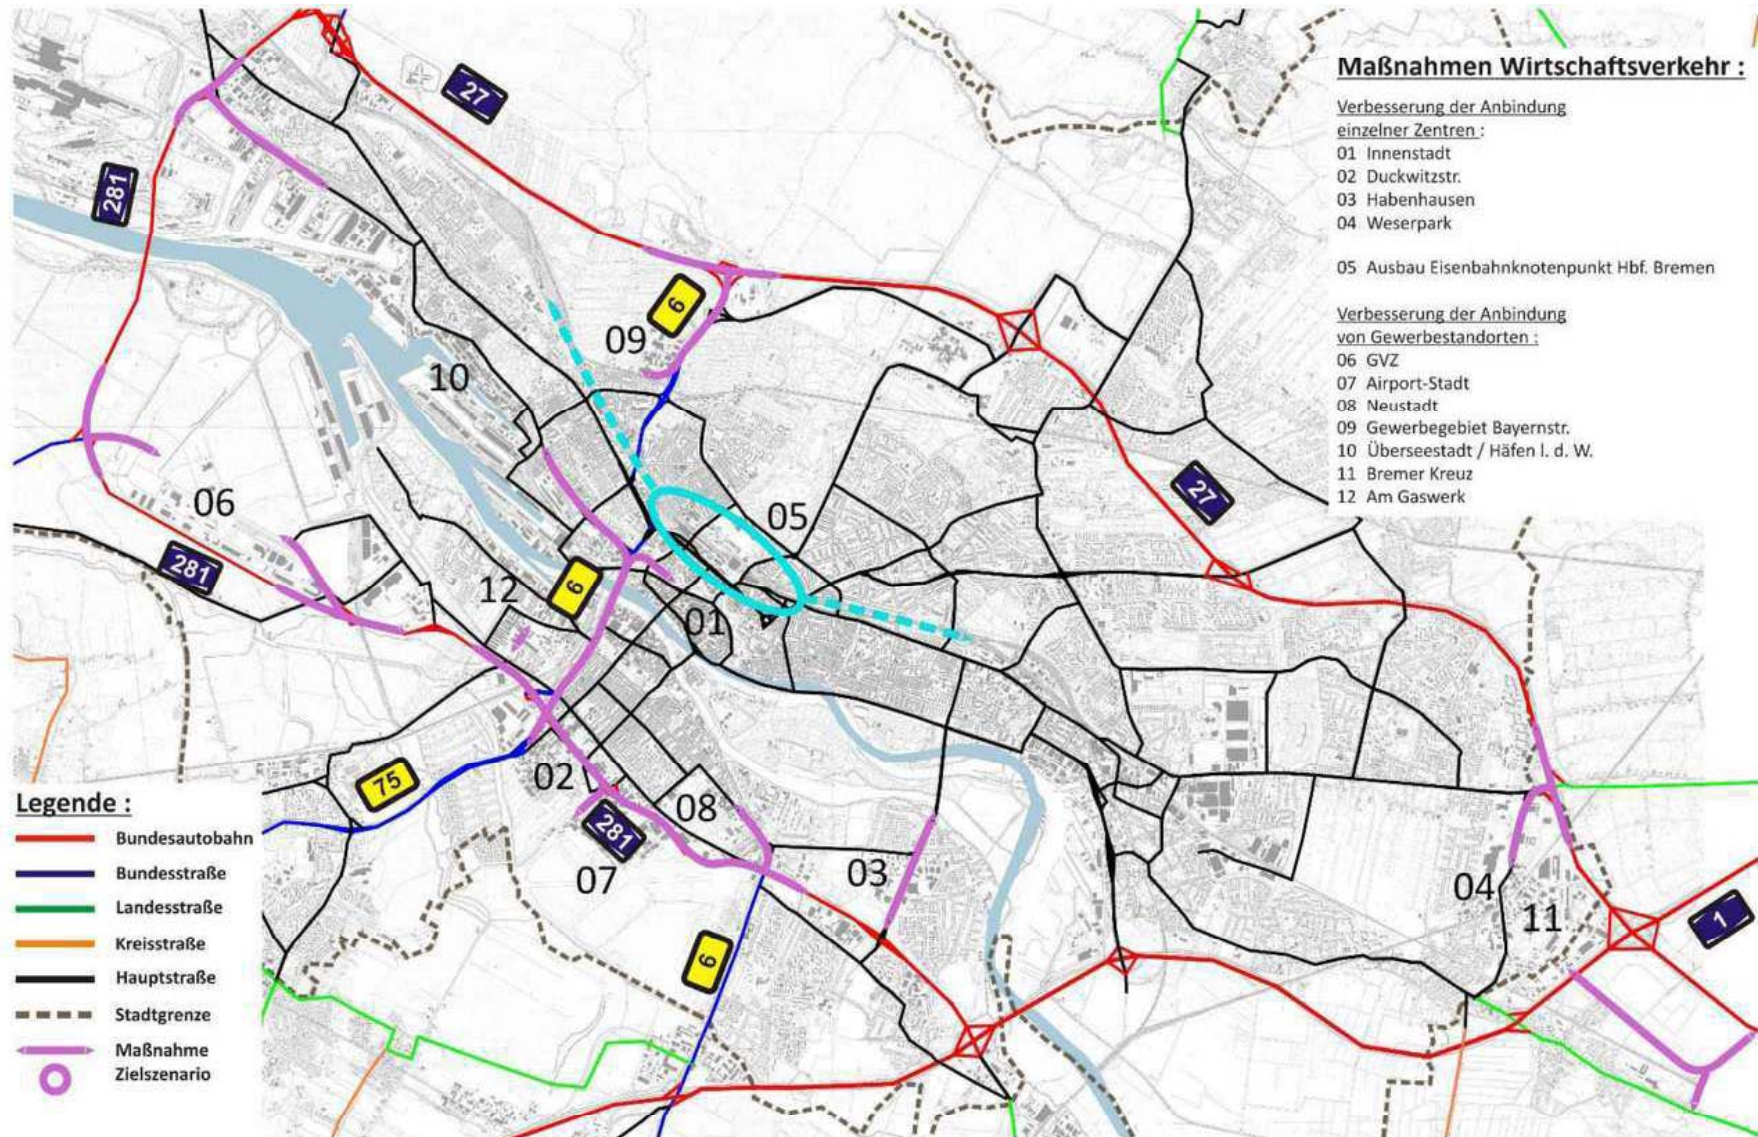 Maßnahmen Wirtschaftsverkehr :
Verbesserung der Anbindung
einzelner Zentren :
01 Innenstadt
02 Duckwitzstr.
03 Habenhausen
04 Weserpark
05 Ausbau Eisenbahnknotenpunkt Hbf. Bremen
Verbesserung der Anbindung
von Gewerbestandorten :
06 GVZ
07 Airport-Stadt
08 Neustadt
09 Gewerbegebiet Bayernstr.
10 Überseestadt / Häfen l. d. W.
11 Bremer Kreuz
12 Am Gaswerk
27
281
6
09
10
05
27
06
281
12
6
01
75
02
08
281
07
03
04
11
1
6
Legende :
Bundesautobahn
Bundesstraße
Landesstraße
Kreisstraße
Hauptstraße
Stadtgrenze
Maßnahme
Zielszenario